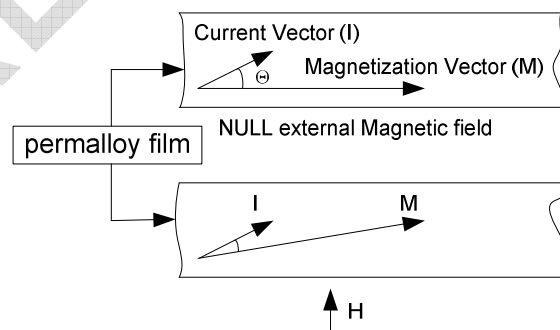 Current Vector (I)
Θ
Magnetization Vector (M)
NULL external Magnetic field
permalloy film
I
M
H